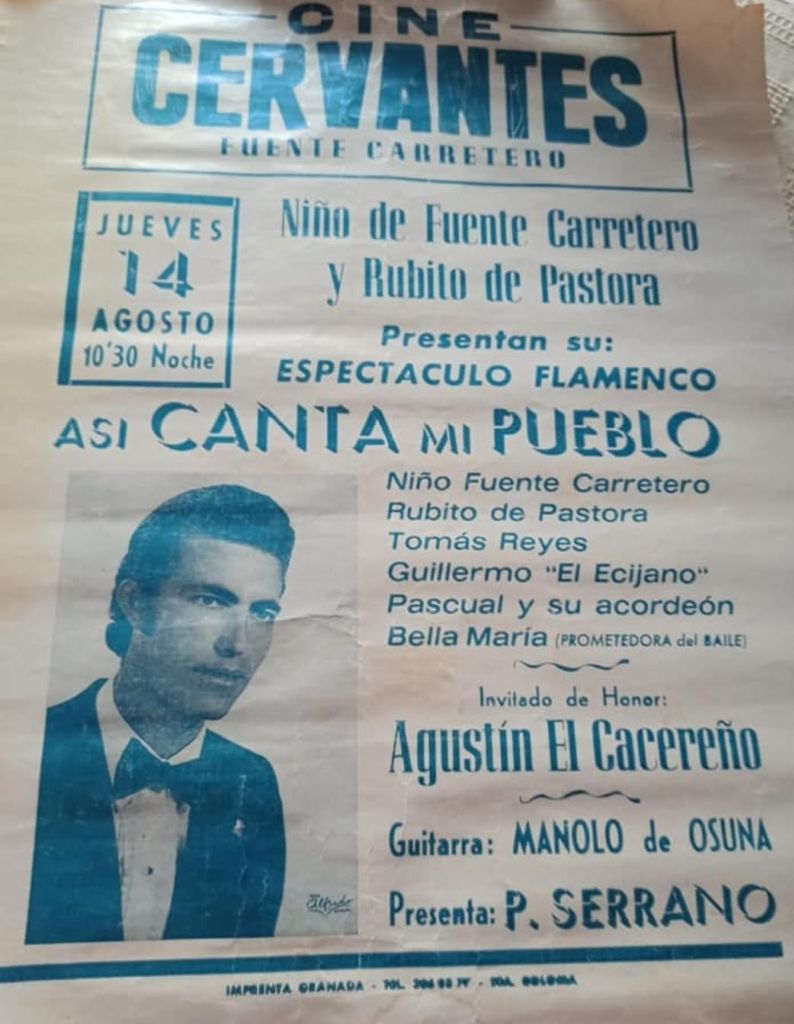 CINE
CERVANTES
FUENTE CARRETERO
JUEVES
14
AGOSTO
10'30 Noche
Niño de Fuente Carretero
y Rubito de Pastora
Presentan su:
ESPECTACULO FLAMENCO
ASI CANTA MI PUEBLO
Niño Fuente Carretero
Rubito de Pastora
Tomás Reyes
Guillermo "El Ecijano"
Pascual y su acordeón
Bella María (PROMETEDORA del BAILE)
Invitado de Honor:
Agustín El Cacereño
Guitarra: MANOLO de OSUNA
Presenta: P. SERRANO
Alfredo
IMPRENTA GRANADA - TEL.